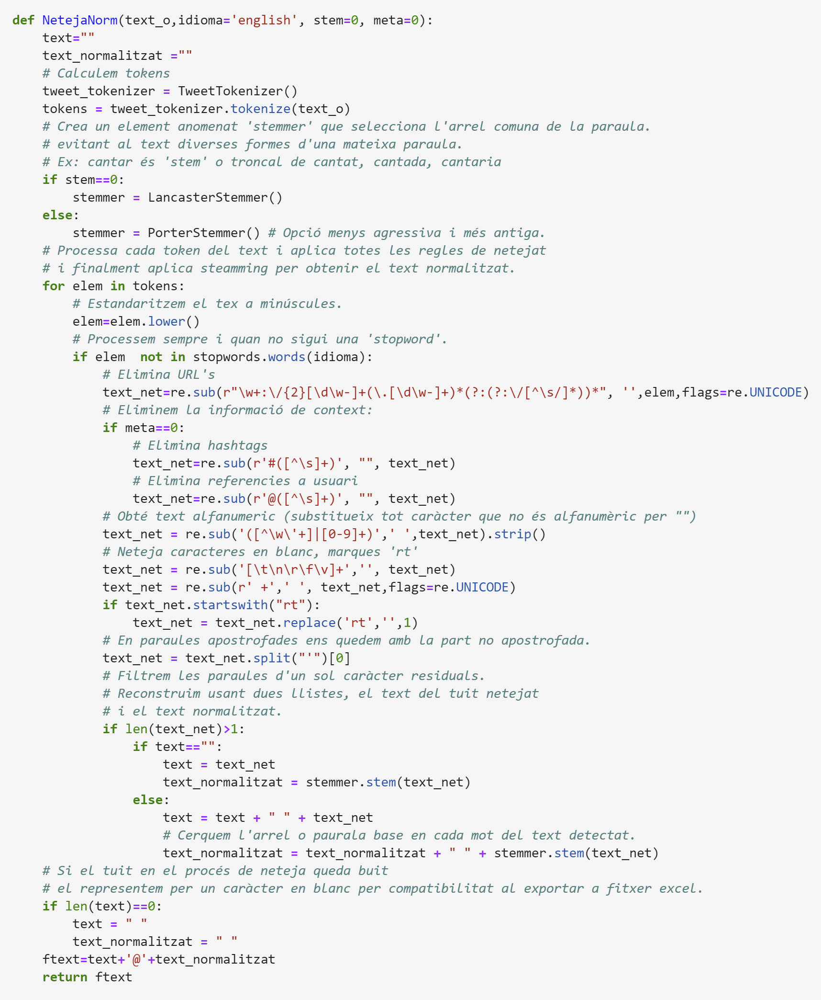 def NetejaNorm(text_o,idioma='english', stem=0, meta=0):
    text=""
    text_normalitzat =""
    # Calculem tokens
    tweet_tokenizer = TweetTokenizer()
    tokens = tweet_tokenizer.tokenize(text_o)
    # Crea un element anomenat 'stemmer' que selecciona l'arrel comuna de la paraula.
    # evitant al text diverses formes d'una mateixa paraula.
    # Ex: cantar és 'stem' o troncal de cantat, cantada, cantaria
    if stem==0:
        stemmer = LancasterStemmer()
    else:
        stemmer = PorterStemmer() # Opció menys agressiva i més antiga.
    # Processa cada token del text i aplica totes les regles de netejat
    # i finalment aplica steamming per obtenir el text normalitzat.
    for elem in tokens:
        # Estandaritzem el tex a minúscules.
        elem=elem.lower()
        # Processem sempre i quan no sigui una 'stopword'.
        if elem  not in stopwords.words(idioma):
            # Elimina URL's
            text_net=re.sub(r"\w+:\/{2}[\d\w-]+(\.[\d\w-]+)*(?:(?:\/[^\s/]*))*", '',elem,flags=re.UNICODE)
            # Eliminem la informació de context:
            if meta==0:
                # Elimina hashtags
                text_net=re.sub(r'#([^\s]+)', "", text_net)
                # Elimina referencies a usuari
                text_net=re.sub(r'@([^\s]+)', "", text_net)
            # Obté text alfanumeric (substitueix tot caràcter que no és alfanumèric per "")
            text_net = re.sub('([^\w\'+]|[0-9]+)',' ',text_net).strip()
            # Neteja caracteres en blanc, marques 'rt'
            text_net = re.sub('[\t\n\r\f\v]+','', text_net)
            text_net = re.sub(r' +',' ', text_net,flags=re.UNICODE)
            if text_net.startswith("rt"):
                text_net = text_net.replace('rt','',1)
            # En paraules apostrofades ens quedem amb la part no apostrofada.
            text_net = text_net.split("'")[0]
            # Filtrem les paraules d'un sol caràcter residuals.
            # Reconstruim usant dues llistes, el text del tuit netejat
            # i el text normalitzat.
            if len(text_net)>1:
                if text=="":
                    text = text_net
                    text_normalitzat = stemmer.stem(text_net)
                else:
                    text = text + " " + text_net
                    # Cerquem l'arrel o paurala base en cada mot del text detectat.
                    text_normalitzat = text_normalitzat + " " + stemmer.stem(text_net)
    # Si el tuit en el procés de neteja queda buit
    # el representem per un caràcter en blanc per compatibilitat al exportar a fitxer excel.
    if len(text)==0:
        text = " "
        text_normalitzat = " "
    ftext=text+'@'+text_normalitzat
    return ftext